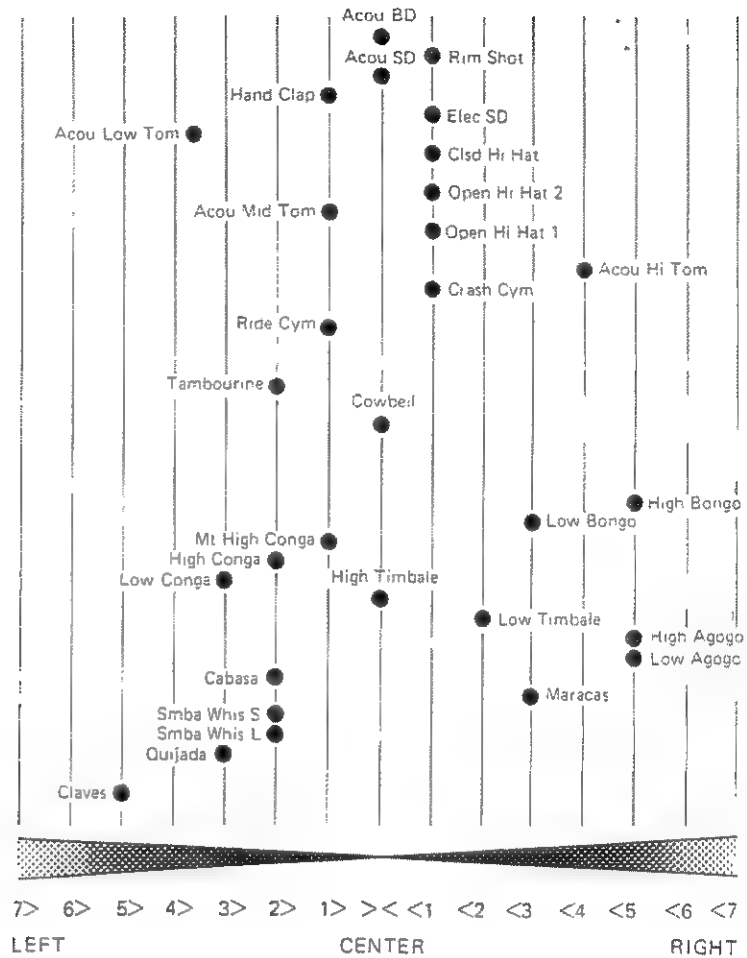 Acou BD
Acou SD
Rim Shot
Hand Clap
Elec SD
Acou Low Tom
Clsd Hi Hat
Open Hi Hat 2
Acou Mid Tom
Open Hi Hat 1
Acou Hi Tom
Crash Cym
Ride Cym
Tambourine
Cowbell
High Bongo
Low Bongo
Mt High Conga
High Conga
Low Conga
High Timbale
Low Timbale
High Agogo
Low Agogo
Cabasa
Maracas
Smba Whis S
Smba Whis L
Quijada
Claves
7> 6> 5> 4> 3> 2> 1> >< <1 <2 <3 <4 <5 <6 <7
LEFT CENTER RIGHT